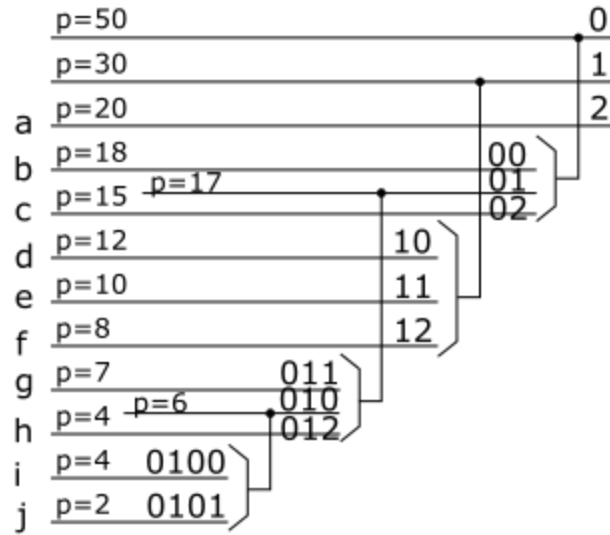 p=50 0
p=30 1
a p=20 2
b p=18 00
p=17 01
c p=15 02
d p=12 10
e p=10 11
f p=8 12
g p=7 011
p=6 010
h p=4 012
i p=4 0100
j p=2 0101